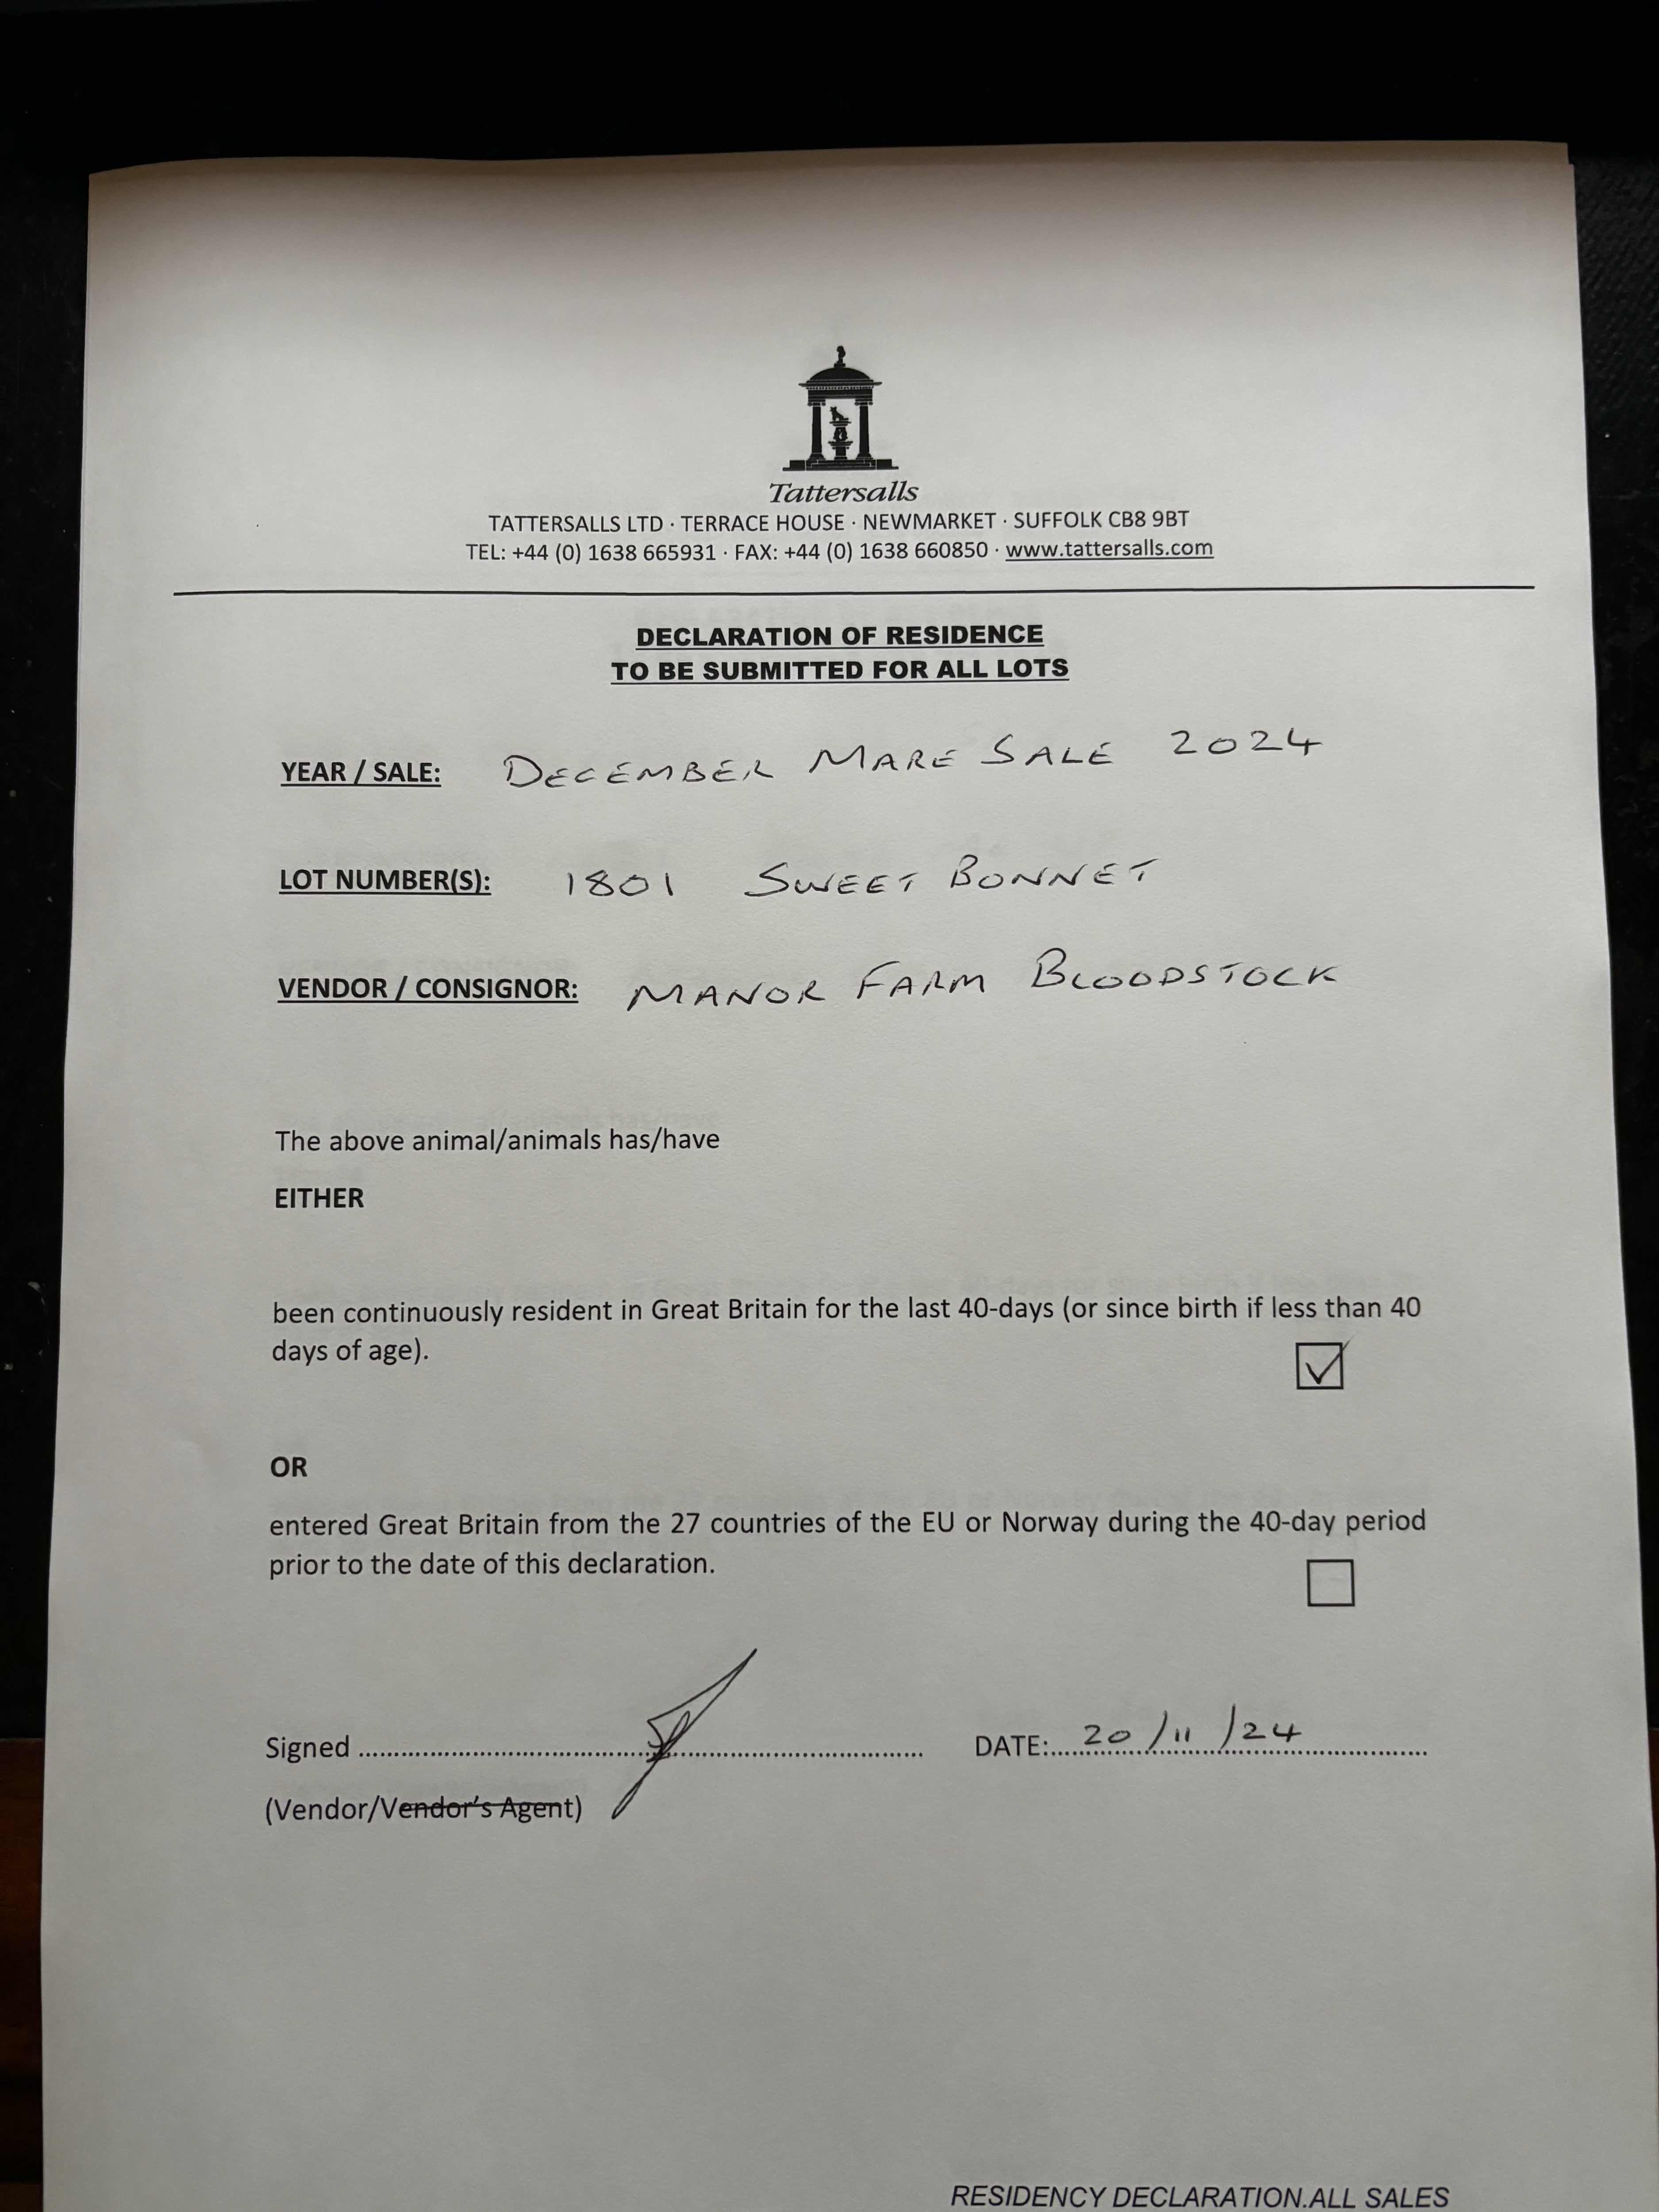 Tattersalls
TATTERSALLS LTD · TERRACE HOUSE · NEWMARKET · SUFFOLK CB8 9BT
TEL: +44 (0) 1638 665931 · FAX: +44 (0) 1638 660850 · www.tattersalls.com
DECLARATION OF RESIDENCE
TO BE SUBMITTED FOR ALL LOTS
YEAR / SALE: DECEMBER MARE SALE 2024
LOT NUMBER(S): 1801 SWEET BONNET
VENDOR / CONSIGNOR: MANOR FARM BLOODSTOCK
The above animal/animals has/have
EITHER
been continuously resident in Great Britain for the last 40-days (or since birth if less than 40
days of age).
OR
entered Great Britain from the 27 countries of the EU or Norway during the 40-day period
prior to the date of this declaration.
Signed ........ DATE:... 20/11/24
(Vendor/Vendor's Agent)
RESIDENCY DECLARATION.ALL SALES